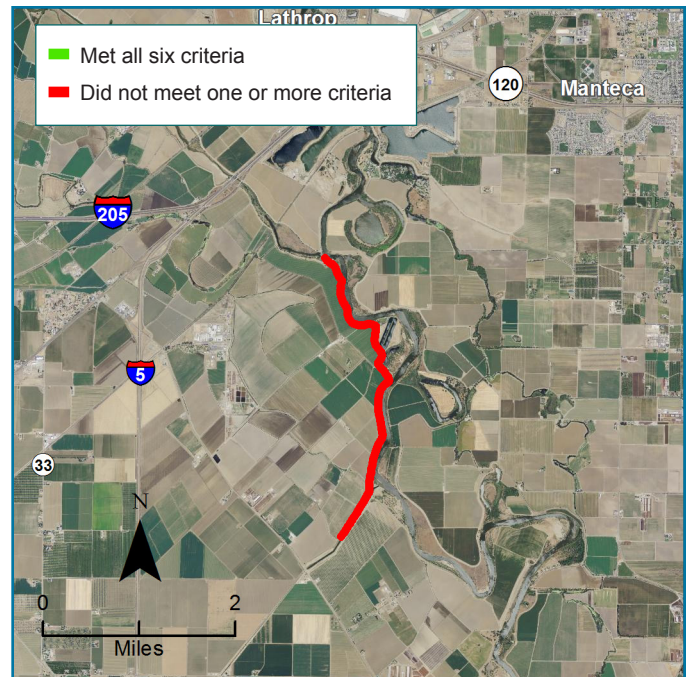 Lathrop
Met all six criteria
Did not meet one or more criteria
120
Manteca
205
5
33
N
0 2
Miles